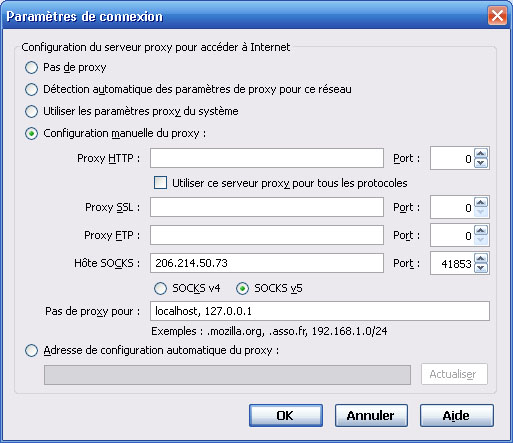 Paramètres de connexion
Configuration du serveur proxy pour accéder à Internet
Pas de proxy
Détection automatique des paramètres de proxy pour ce réseau
Utiliser les paramètres proxy du système
Configuration manuelle du proxy :
Proxy HTTP : Port : 0
Utiliser ce serveur proxy pour tous les protocoles
Proxy SSL : Port : 0
Proxy FTP : Port : 0
Hôte SOCKS : 206.214.50.73 Port : 41853
SOCKS v4 SOCKS v5
Pas de proxy pour : localhost, 127.0.0.1
Exemples : .mozilla.org, .asso.fr, 192.168.1.0/24
Adresse de configuration automatique du proxy :
Actualiser
OK Annuler Aide